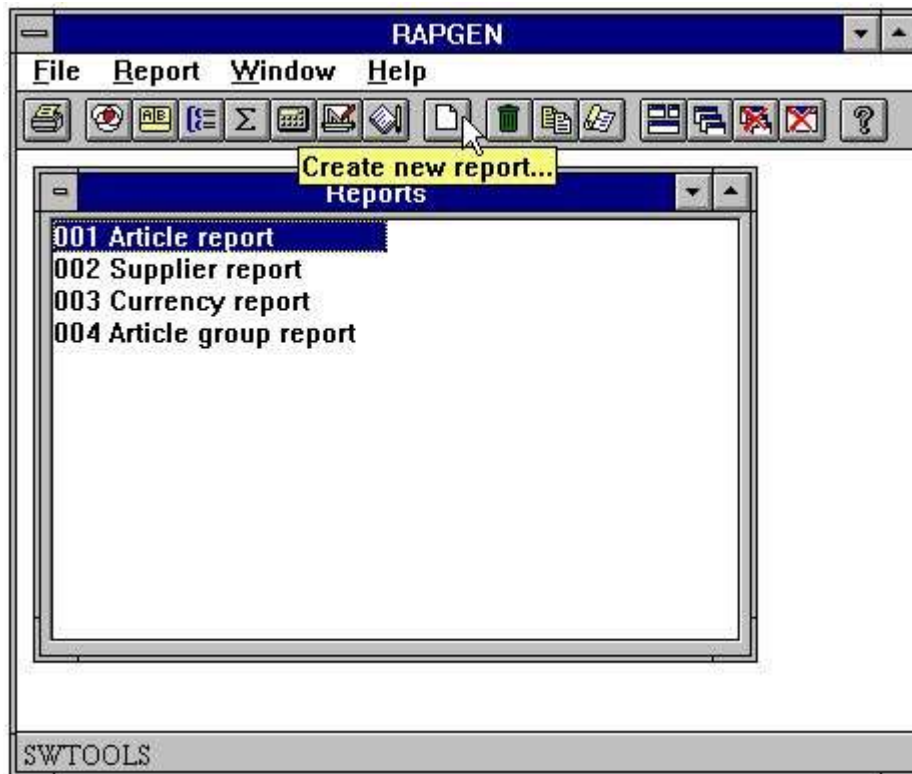 RAPGEN
File Report Window Help
Create new report...
Reports
001 Article report
002 Supplier report
003 Currency report
004 Article group report
SWTOOLS